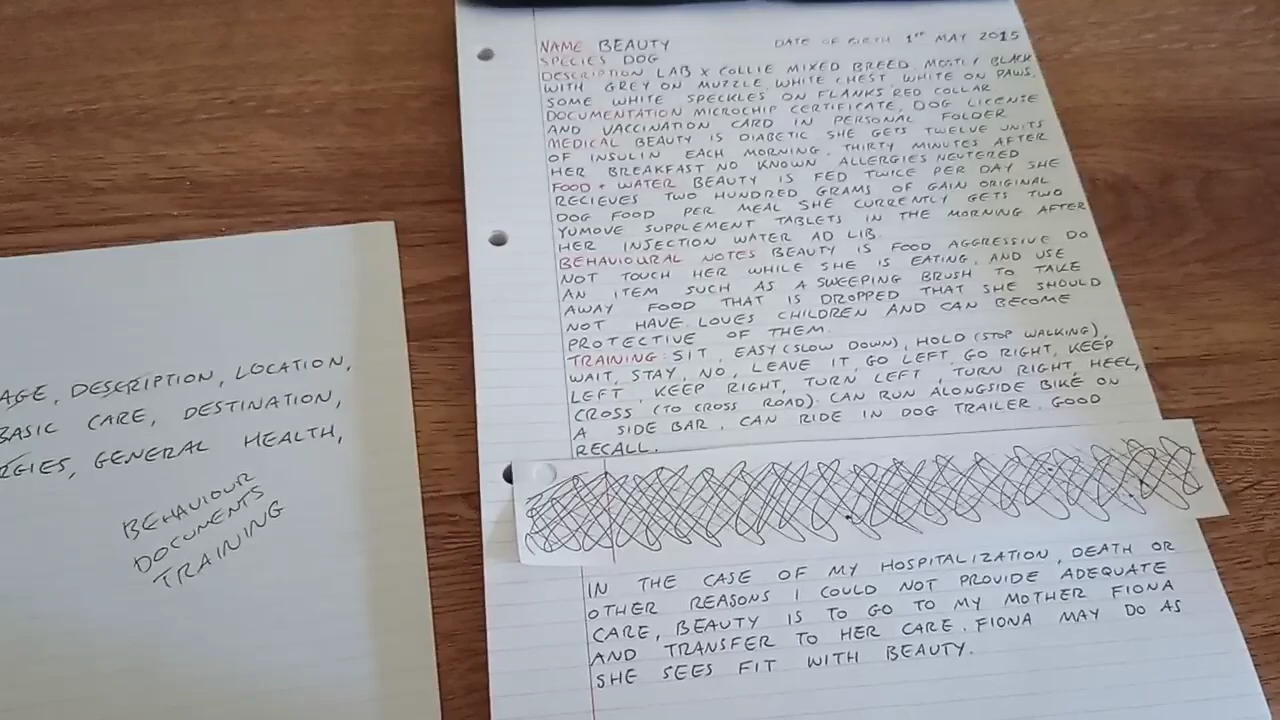 AGE, DESCRIPTION, LOCATION,
BASIC CARE, DESTINATION,
GENERAL HEALTH,
BEHAVIOUR
DOCUMENTS
TRAINING
NAME BEAUTY DATE OF BIRTH 1ST MAY 2015
SPECIES DOG
DESCRIPTION LAB X COLLIE MIXED BREED. MOSTLY BLACK
WITH GREY ON MUZZLE. WHITE CHEST. WHITE ON PAWS.
SOME WHITE SPECKLES ON FLANKS. RED COLLAR
DOCUMENTATION MICROCHIP CERTIFICATE, DOG LICENSE
AND VACCINATION CARD IN PERSONAL FOLDER
MEDICAL BEAUTY IS DIABETIC SHE GETS TWELVE UNITS
OF INSULIN EACH MORNING. THIRTY MINUTES AFTER
HER BREAKFAST NO KNOWN ALLERGIES NEUTERED
FOOD + WATER BEAUTY IS FED TWICE PER DAY SHE
RECIEVES TWO HUNDRED GRAMS OF GAIN ORIGINAL
DOG FOOD PER MEAL SHE CURRENTLY GETS TWO
YUMOVE SUPPLEMENT TABLETS IN THE MORNING AFTER
HER INJECTION WATER AD LIB.
BEHAVIOURAL NOTES BEAUTY IS FOOD AGGRESSIVE DO
NOT TOUCH HER WHILE SHE IS EATING, AND USE
AN ITEM SUCH AS A SWEEPING BRUSH TO TAKE
AWAY FOOD THAT IS DROPPED THAT SHE SHOULD
NOT HAVE. LOVES CHILDREN AND CAN BECOME
PROTECTIVE OF THEM.
TRAINING: SIT, EASY (SLOW DOWN), HOLD (STOP WALKING),
WAIT, STAY, NO, LEAVE IT, GO LEFT, GO RIGHT, KEEP
LEFT, KEEP RIGHT, TURN LEFT, TURN RIGHT, HEEL,
CROSS (TO CROSS ROAD). CAN RUN ALONGSIDE BIKE ON
A SIDE BAR, CAN RIDE IN DOG TRAILER. GOOD
RECALL.
IN THE CASE OF MY HOSPITALIZATION, DEATH OR
OTHER REASONS I COULD NOT PROVIDE ADEQUATE
CARE, BEAUTY IS TO GO TO MY MOTHER FIONA
AND TRANSFER TO HER CARE. FIONA MAY DO AS
SHE SEES FIT WITH BEAUTY.